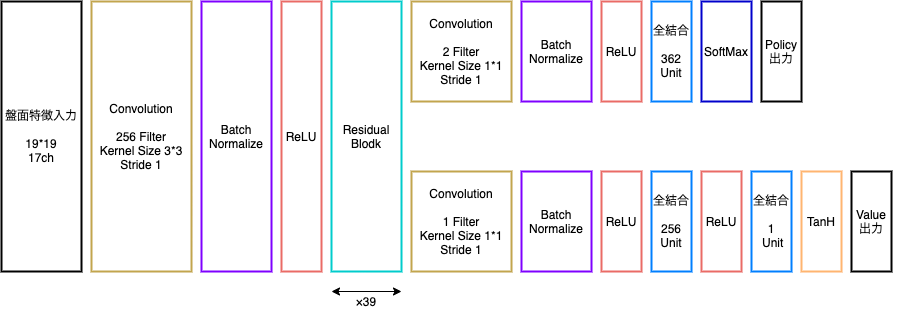 盤面特徴入力
19*19
17ch
Convolution
256 Filter
Kernel Size 3*3
Stride 1
Batch
Normalize
ReLU
Residual
Blodk
×39
Convolution
2 Filter
Kernel Size 1*1
Stride 1
Batch
Normalize
ReLU
全結合
362
Unit
SoftMax
Policy
出力
Convolution
1 Filter
Kernel Size 1*1
Stride 1
Batch
Normalize
ReLU
全結合
256
Unit
ReLU
全結合
1
Unit
TanH
Value
出力